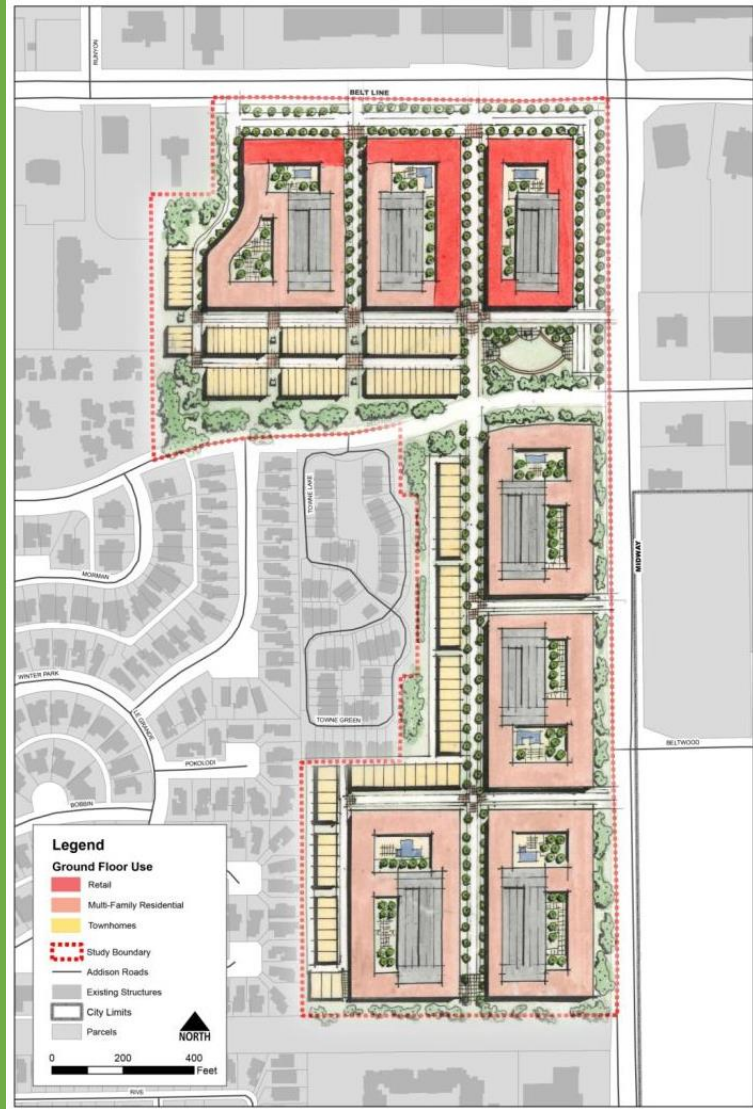 RUNYON
BELT LINE
TOWNE LAKE
MORMAN
WINTER PARK
LE GRANDE
TOWNE GREEN
POKOLODI
BOBBIN
MIDWAY
BELTWOOD
Legend
Ground Floor Use
Retail
Multi-Family Residential
Townhomes
Study Boundary
Addison Roads
Existing Structures
City Limits
Parcels
NORTH
0 200 400
Feet
RIVE